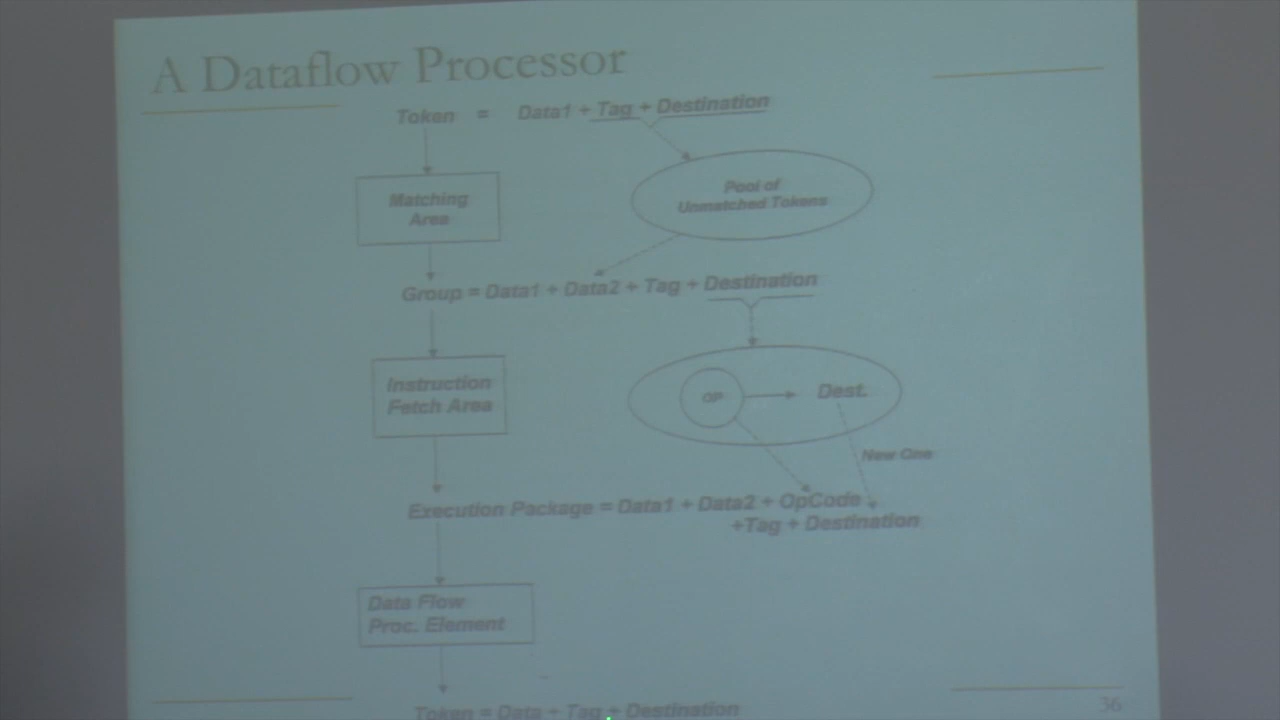 A Dataflow Processor
Token = Data1 + Tag + Destination
Matching
Area
Pool of
Unmatched Tokens
Group = Data1 + Data2 + Tag + Destination
Instruction
Fetch Area
OP
Dest.
New One
Execution Package = Data1 + Data2 + OpCode
+Tag + Destination
Data Flow
Proc. Element
Token = Data + Tag + Destination
36